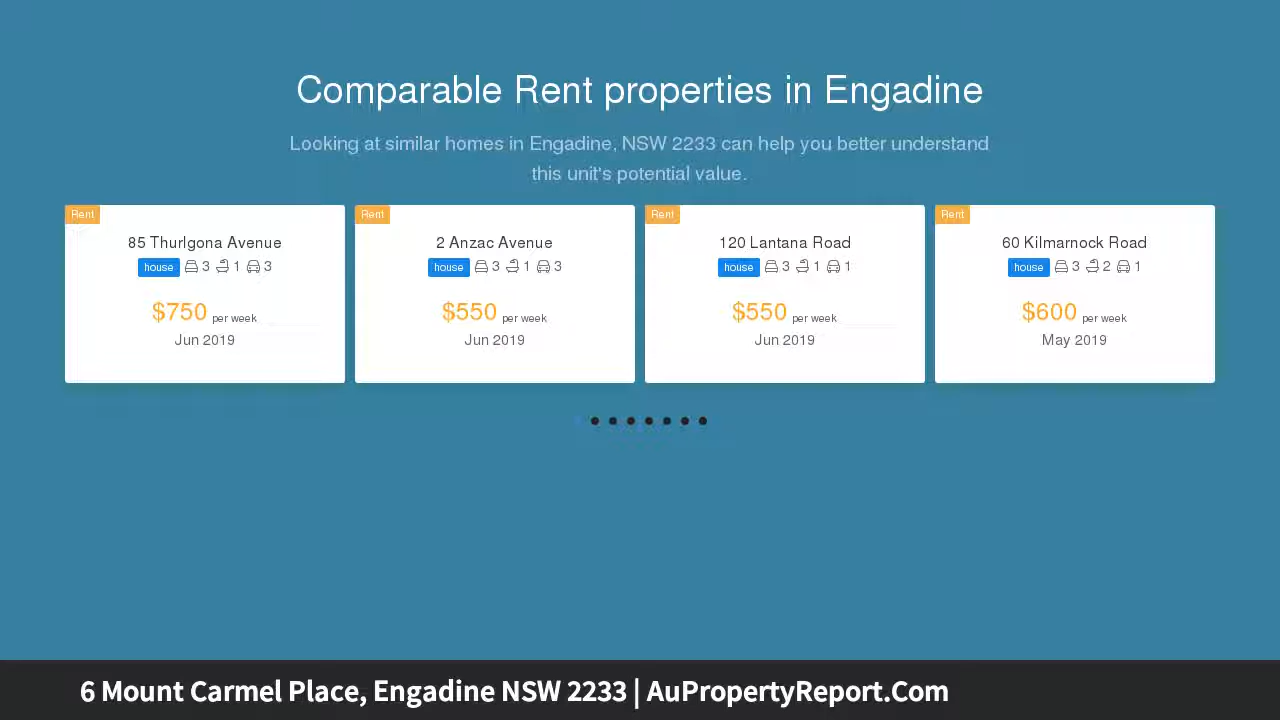 Comparable Rent properties in Engadine
Looking at similar homes in Engadine, NSW 2233 can help you better understand
this unit's potential value.
Rent
85 Thurlgona Avenue
house 3 1 3
$750 per week
Jun 2019
Rent
2 Anzac Avenue
house 3 1 3
$550 per week
Jun 2019
Rent
120 Lantana Road
house 3 1 1
$550 per week
Jun 2019
Rent
60 Kilmarnock Road
house 3 2 1
$600 per week
May 2019
6 Mount Carmel Place, Engadine NSW 2233 | AuPropertyReport.Com